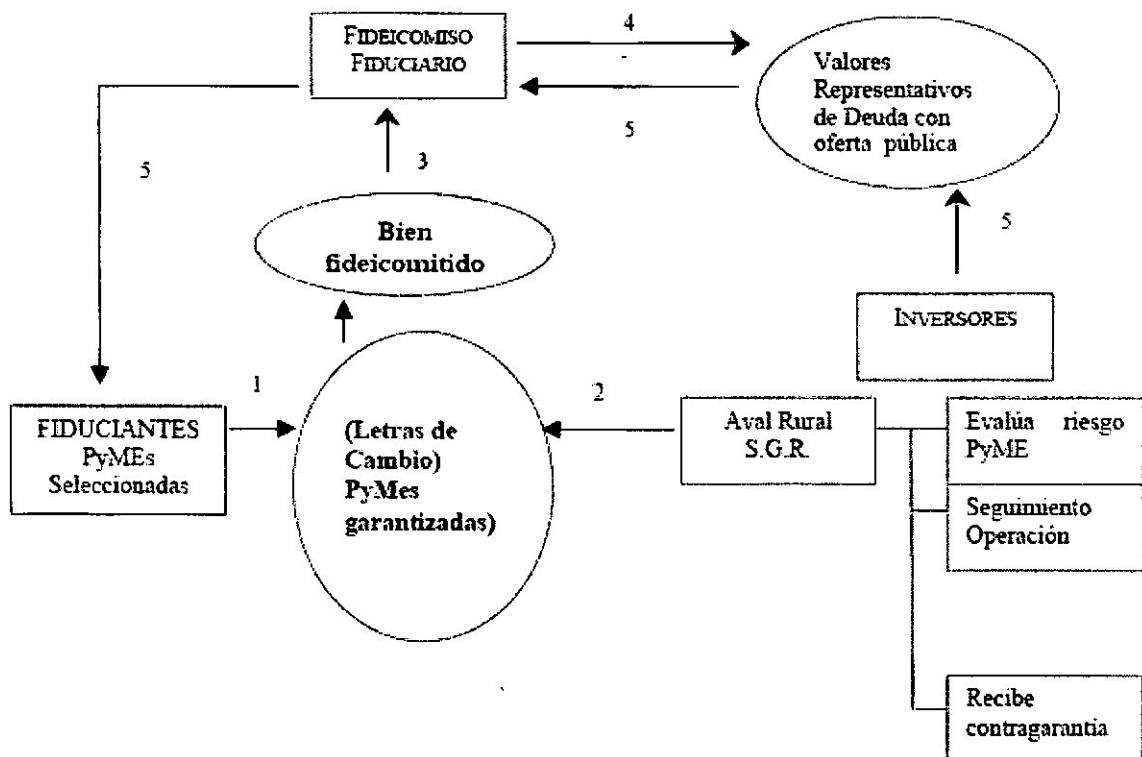 FIDEICOMISO
FIDUCIARIO
4
Valores
Representativos
de Deuda con
oferta pública
5
5
3
5
Bien
fideicomitido
INVERSORES
1
2
FIDUCIANTES
PyMEs
Seleccionadas
(Letras de
Cambio)
PyMes
garantizadas)
Aval Rural
S.G.R.
Evalúa riesgo
PyME
Seguimiento
Operación
Recibe
contragarantía